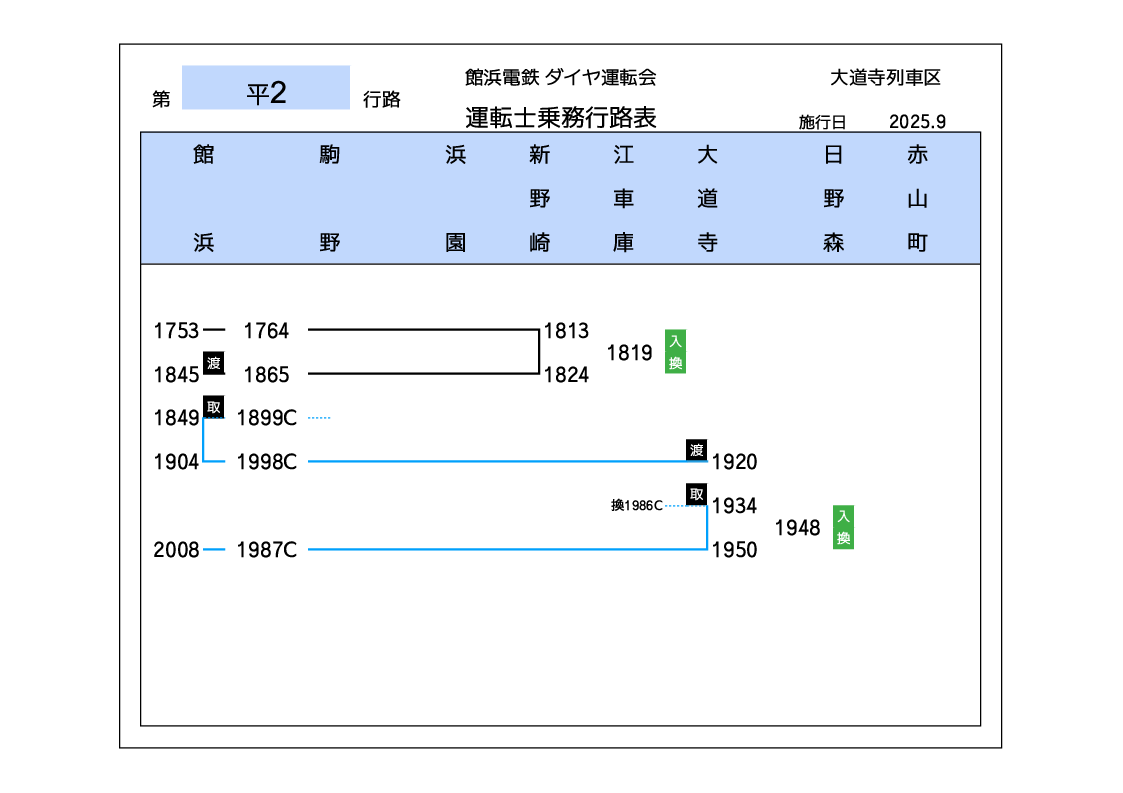 館浜電鉄 ダイヤ運転会
大道寺列車区
第 平2 行路
運転士乗務行路表
施行日 2025.9
館浜
駒野
浜園
新野崎
江車庫
大道寺
日野森
赤山町
1753 1764 1813
1819 入換
渡
1845 1865 1824
取
1849 1899C
渡
1904 1998C 1920
取
換1986C 1934
1948 入換
2008 1987C 1950